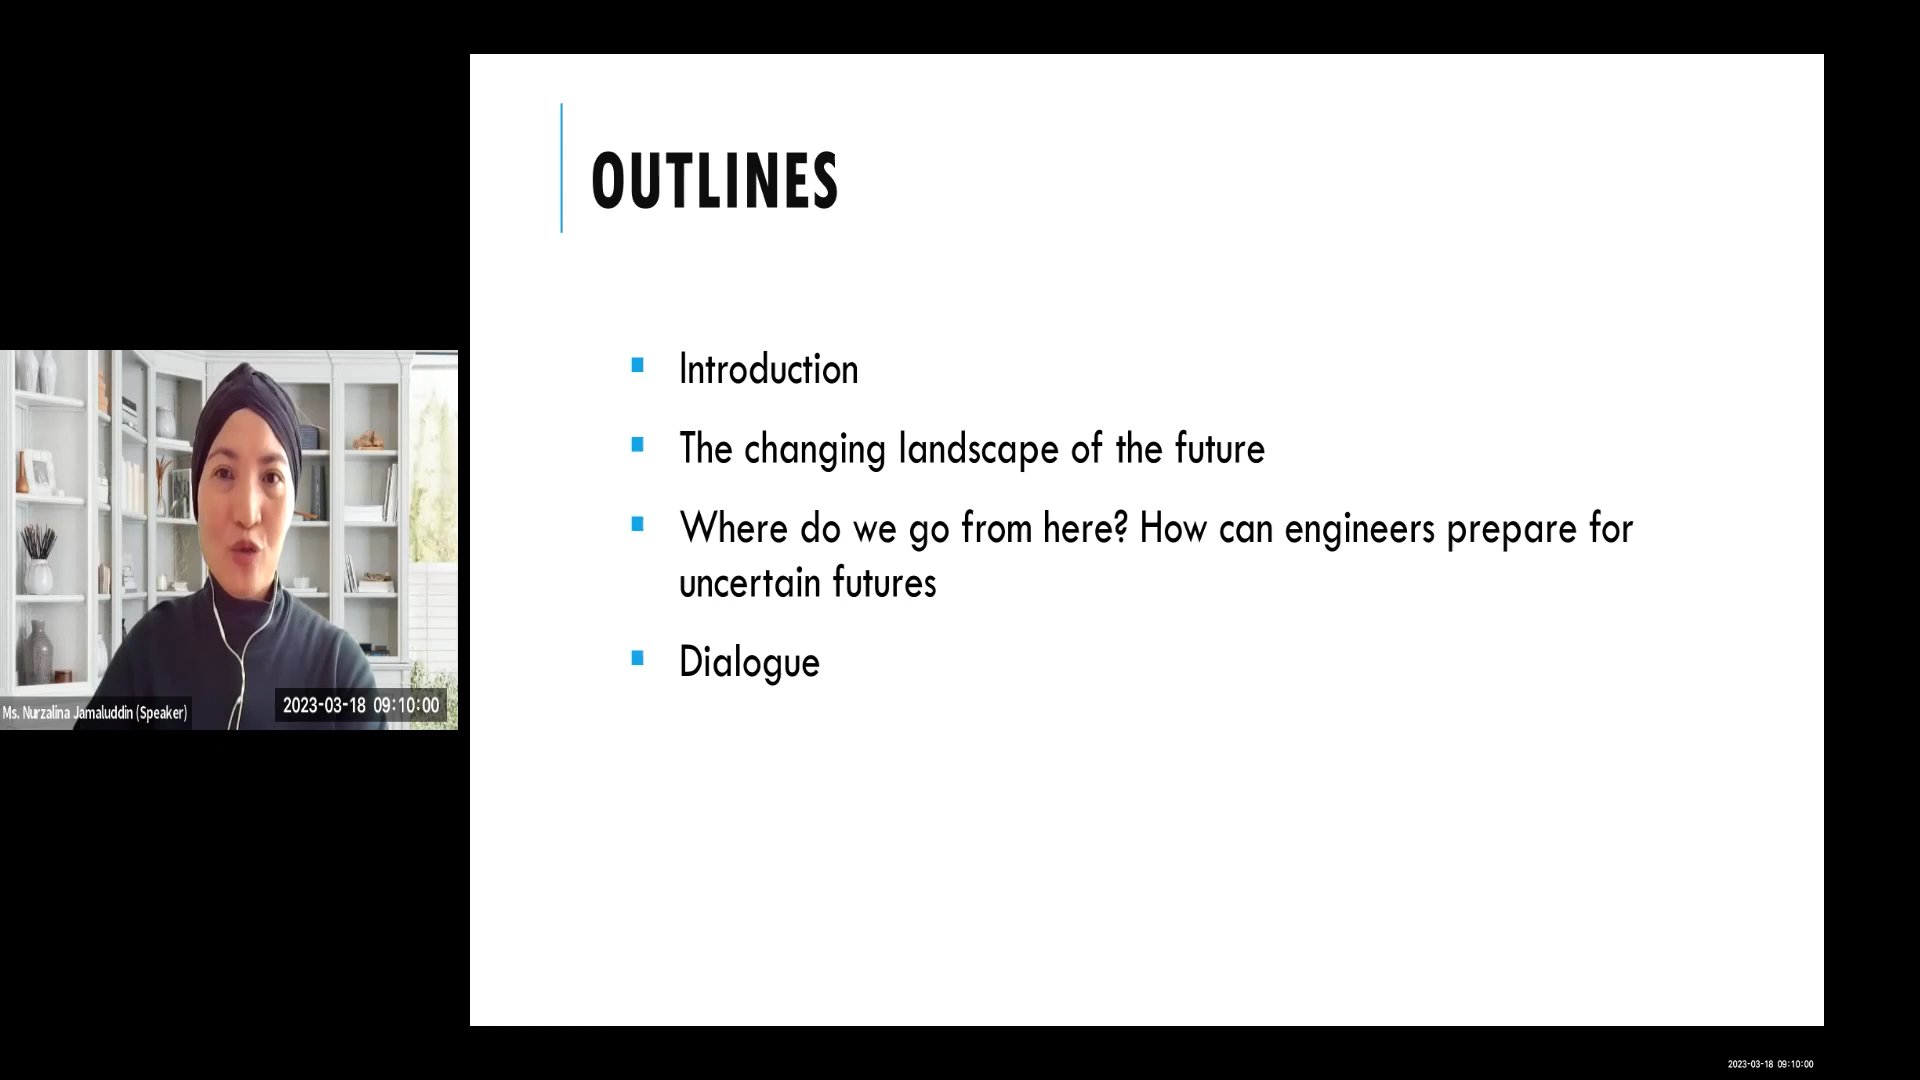 OUTLINES
Introduction
The changing landscape of the future
Where do we go from here? How can engineers prepare for
uncertain futures
Dialogue
Ms. Nurzalina Jamaluddin (Speaker)
2023-03-18 09:10:00
2023-03-18 09:10:00